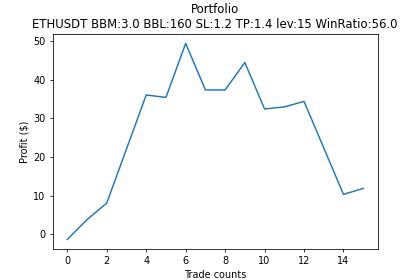 Portfolio
ETHUSDT BBM:3.0 BBL:160 SL:1.2 TP:1.4 lev:15 WinRatio:56.0
50
40
30
20
10
0
Profit ($)
0 2 4 6 8 10 12 14
Trade counts